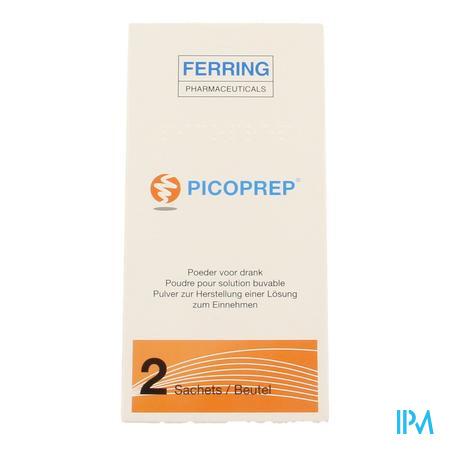 FERRING
PHARMACEUTICALS
PICOPREP®
Poeder voor drank
Poudre pour solution buvable
Pulver zur Herstellung einer Lösung
zum Einnehmen
2 Sachets / Beutel
IPM